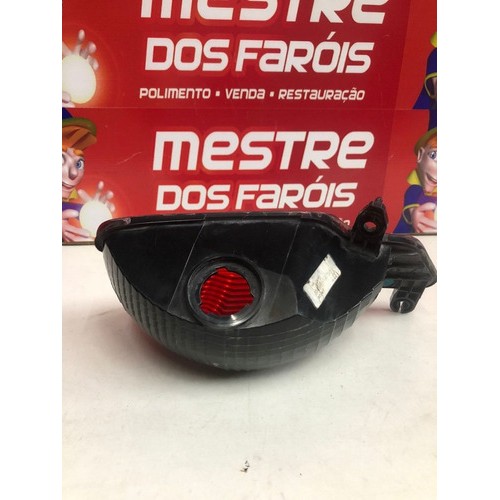 MESTRE
DOS FARÓIS
POLIMENTO • VENDA • RESTAURAÇÃO
MESTRE
DOS FARÓIS